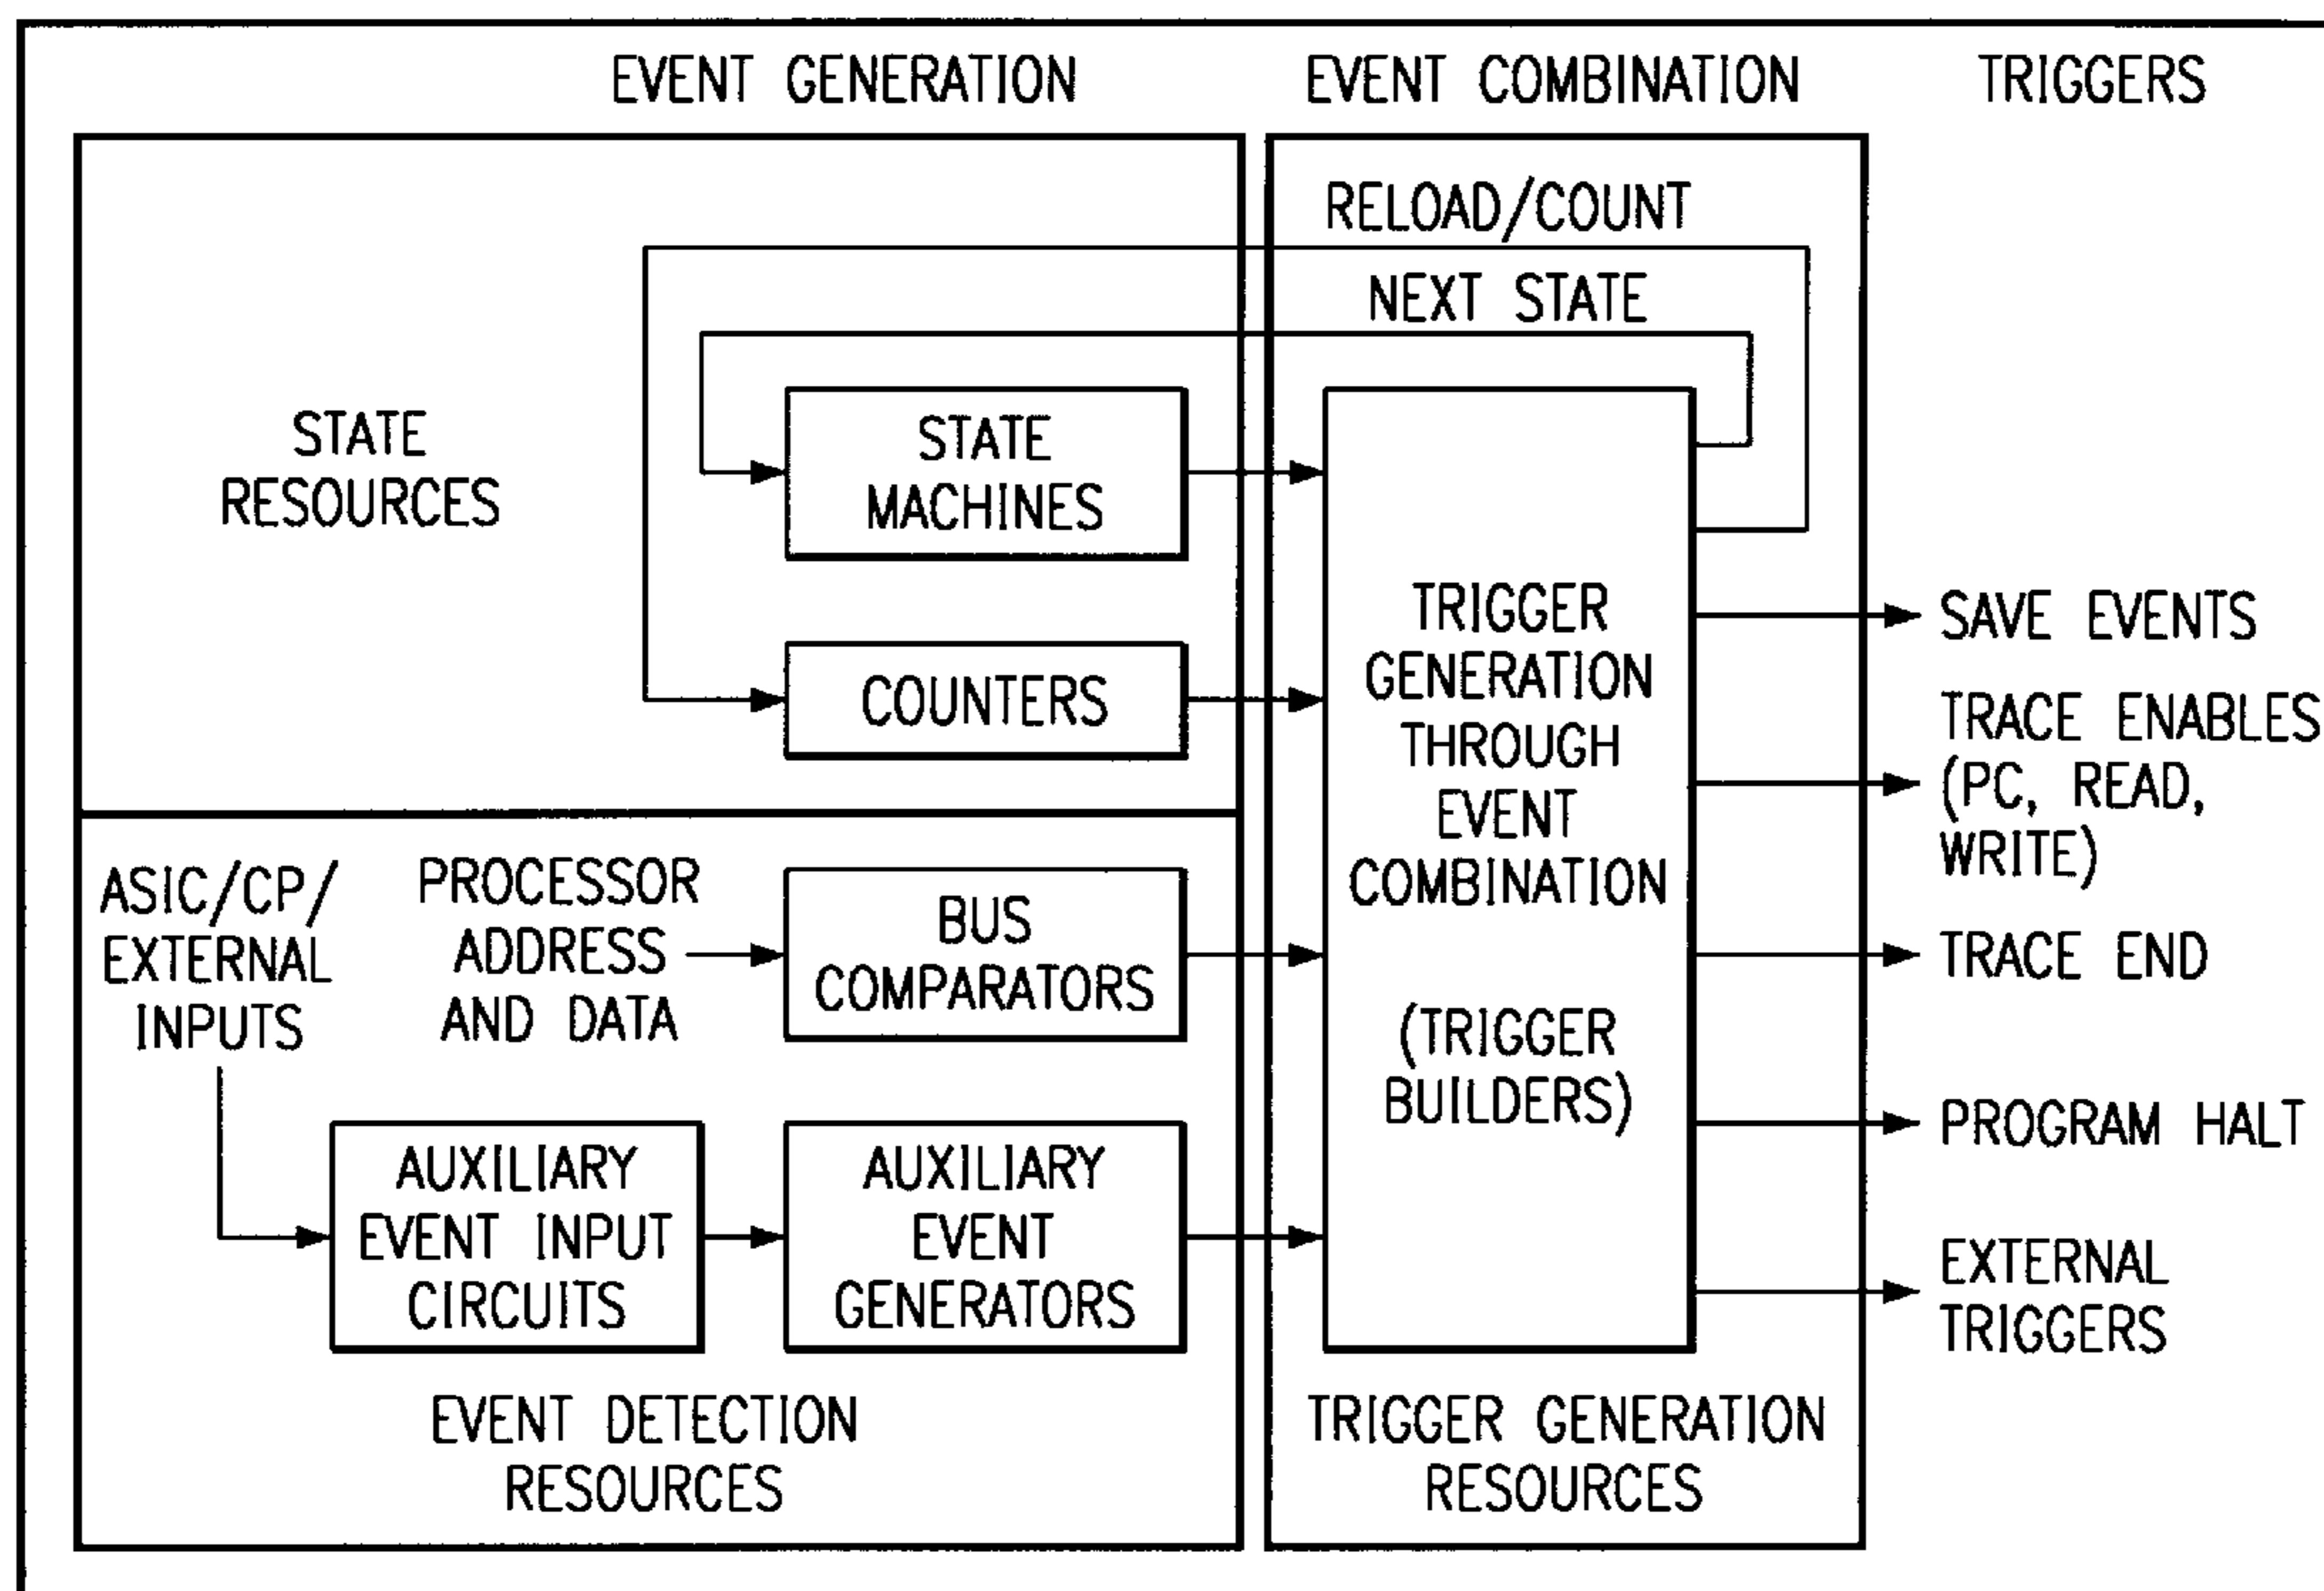 EVENT GENERATION
EVENT COMBINATION
TRIGGERS
RELOAD/COUNT
NEXT STATE
STATE
RESOURCES
STATE
MACHINES
COUNTERS
TRIGGER
GENERATION
THROUGH
EVENT
COMBINATION
(TRIGGER
BUILDERS)
SAVE EVENTS
TRACE ENABLES
(PC, READ,
WRITE)
TRACE END
PROGRAM HALT
EXTERNAL
TRIGGERS
ASIC/CP/
EXTERNAL
INPUTS
PROCESSOR
ADDRESS
AND DATA
BUS
COMPARATORS
AUXILIARY
EVENT INPUT
CIRCUITS
AUXILIARY
EVENT
GENERATORS
EVENT DETECTION
RESOURCES
TRIGGER GENERATION
RESOURCES